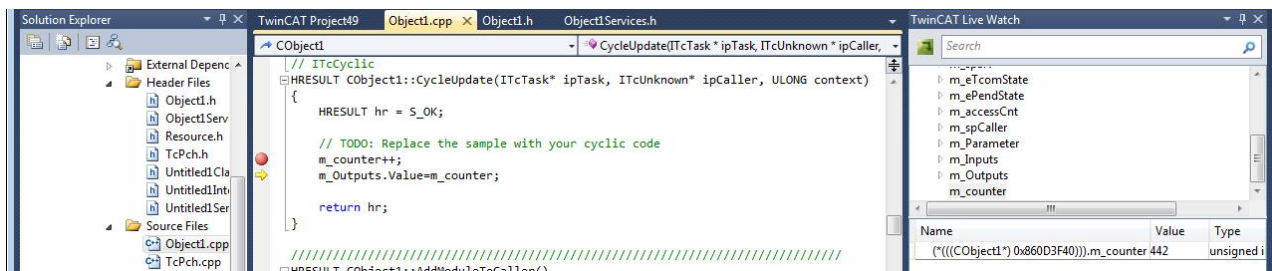 Solution Explorer
External Depend
Header Files
Object1.h
Object1Serv
Resource.h
TcPch.h
Untitled1Cla
Untitled1Int
Untitled1Ser
Source Files
Object1.cpp
TcPch.cpp
TwinCAT Project49 Object1.cpp Object1.h Object1Services.h
CObject1 CycleUpdate(ITcTask * ipTask, ITcUnknown * ipCaller,
// ITcCyclic
HRESULT CObject1::CycleUpdate(ITcTask* ipTask, ITcUnknown* ipCaller, ULONG context)
{
HRESULT hr = S_OK;
// TODO: Replace the sample with your cyclic code
m_counter++;
m_Outputs.Value=m_counter;
return hr;
}
///////////////////////////////////////////////////////////////////////////////
HRESULT CObject1::AddModuleToCaller()
TwinCAT Live Watch
Search
m_eTcomState
m_ePendState
m_accessCnt
m_spCaller
m_Parameter
m_Inputs
m_Outputs
m_counter
Name Value Type
(*((((CObject1*) 0x860D3F40))).m_counter 442 unsigned i